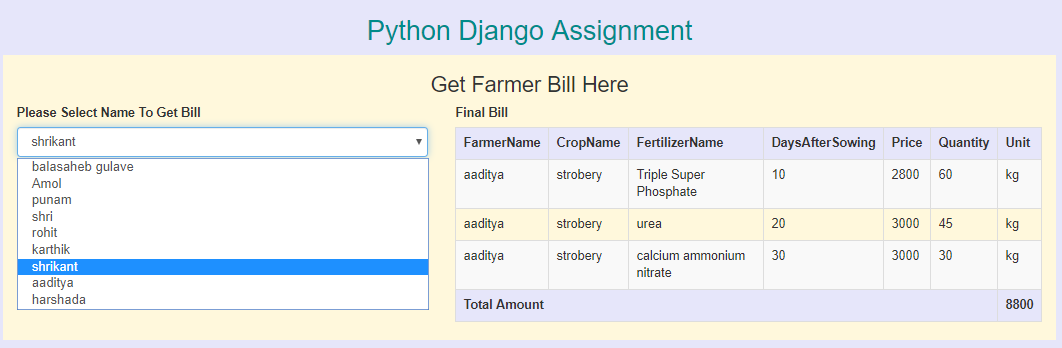 Python Django Assignment
Get Farmer Bill Here
Please Select Name To Get Bill
shrikant
balasaheb gulave
Amol
punam
shri
rohit
karthik
shrikant
aaditya
harshada
Final Bill
FarmerName CropName FertilizerName DaysAfterSowing Price Quantity Unit
aaditya strobery Triple Super 10 2800 60 kg
Phosphate
aaditya strobery urea 20 3000 45 kg
aaditya strobery calcium ammonium 30 3000 30 kg
nitrate
Total Amount 8800